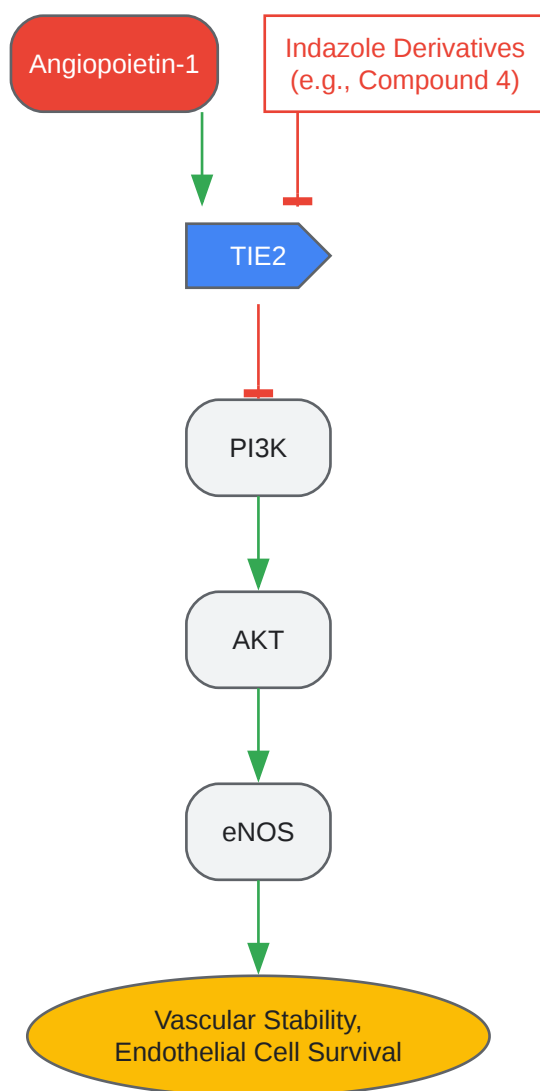 Angiopoietin-1
Indazole Derivatives
(e.g., Compound 4)
TIE2
PI3K
AKT
eNOS
Vascular Stability,
Endothelial Cell Survival